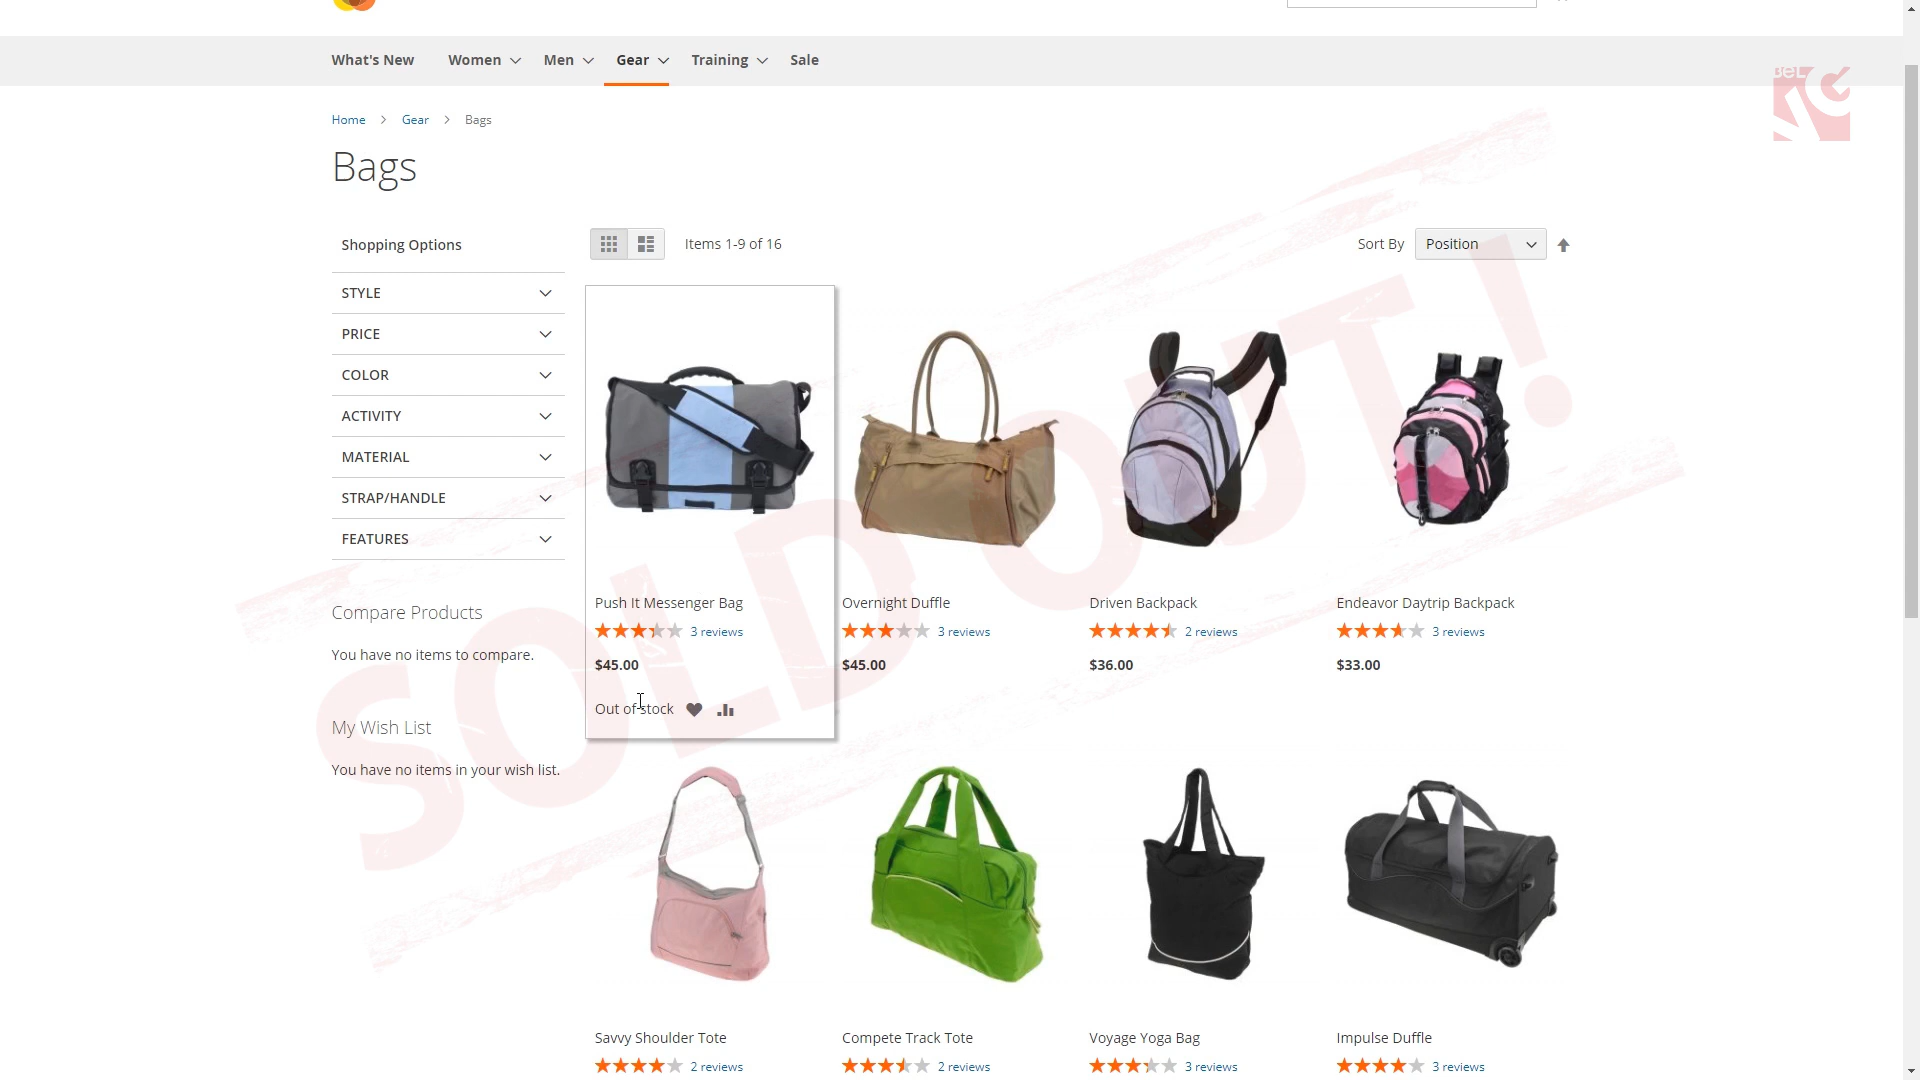 What's New Women Men Gear Training Sale
BelVG
Home Gear Bags
Bags
Shopping Options
Items 1-9 of 16
Sort By Position
STYLE
PRICE
COLOR
ACTIVITY
MATERIAL
STRAP/HANDLE
FEATURES
Compare Products
You have no items to compare.
My Wish List
You have no items in your wish list.
SOLD OUT!
Push It Messenger Bag
3 reviews
$45.00
Out of stock
Overnight Duffle
3 reviews
$45.00
Driven Backpack
2 reviews
$36.00
Endeavor Daytrip Backpack
3 reviews
$33.00
Savvy Shoulder Tote
2 reviews
Compete Track Tote
2 reviews
Voyage Yoga Bag
3 reviews
Impulse Duffle
3 reviews